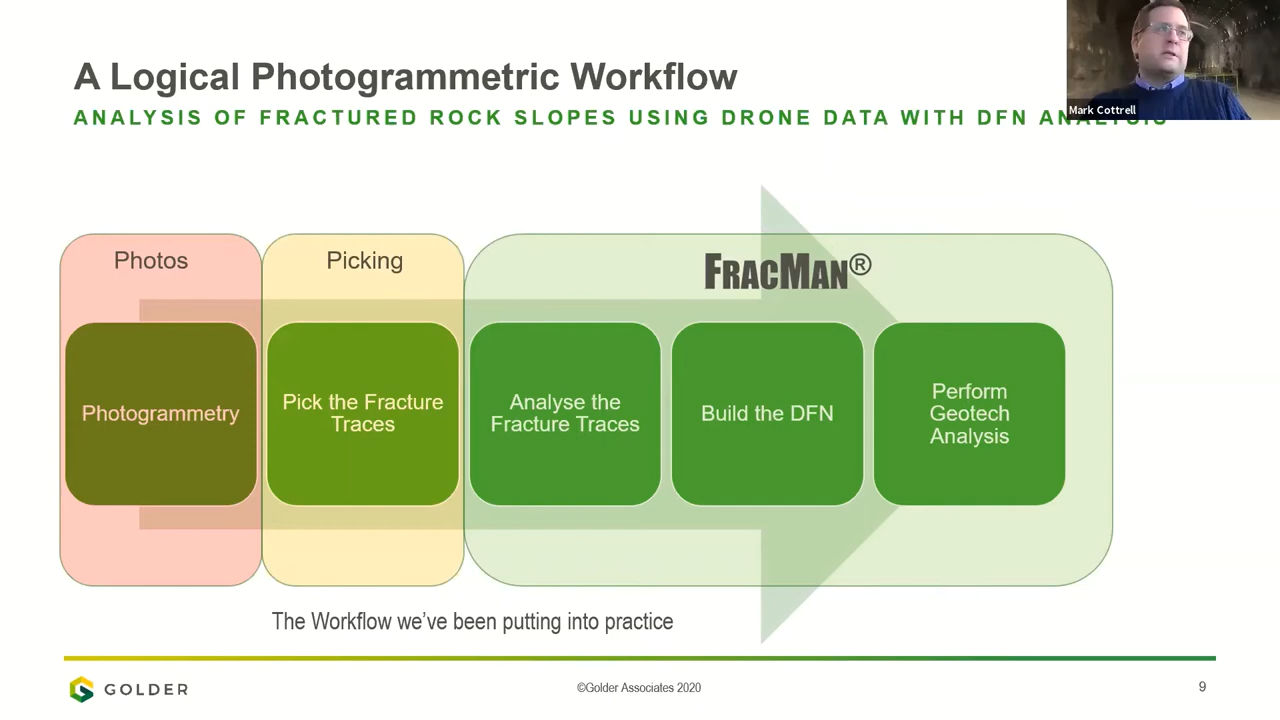 A Logical Photogrammetric Workflow
ANALYSIS OF FRACTURED ROCK SLOPES USING DRONE DATA WITH DFN ANALYSIS
Mark Cottrell
Photos
Picking
FRACMAN®
Photogrammetry
Pick the Fracture
Traces
Analyse the
Fracture Traces
Build the DFN
Perform
Geotech
Analysis
The Workflow we've been putting into practice
GOLDER
©Golder Associates 2020
9